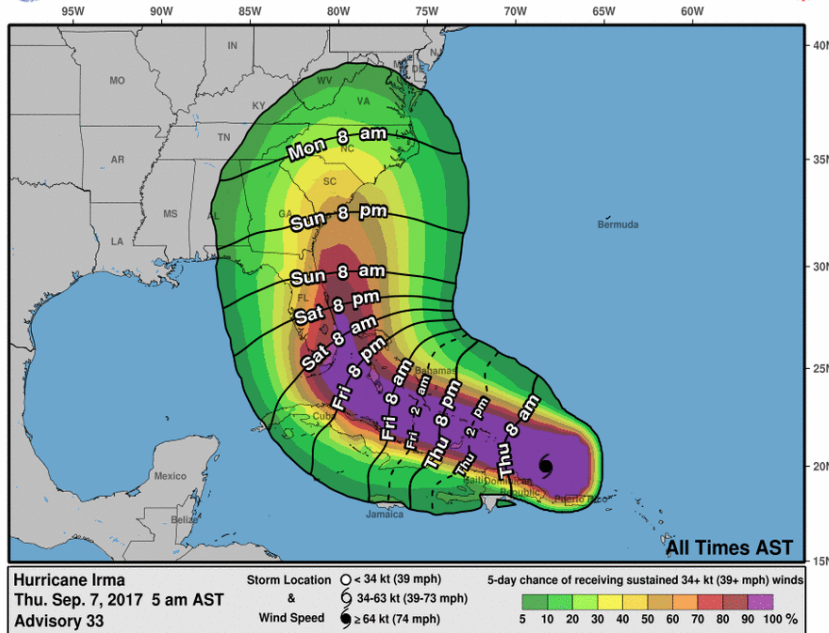 95W 90W 85W 80W 75W 70W 65W 60W
40N
35N
30N
25N
20N
15N
NJ
DE
IN
MO
WV
VA
KY
TN
NC
AR
SC
MS
AL
GA
LA
FL
Bermuda
Bahamas
Cuba
Mexico
Belize
Jamaica
Haiti
Dominican
Republic
Puerto Rico
Mon 8 am
Sun 8 pm
Sun 8 am
Sat 8 pm
Sat 8 am
Fri 8 pm
Fri 8 am
Fri 2 am
Thu 8 pm
Thu 2 pm
Thu 8 am
All Times AST
Hurricane Irma
Thu. Sep. 7, 2017 5 am AST
Advisory 33
Storm Location
&
Wind Speed
< 34 kt (39 mph)
34-63 kt (39-73 mph)
≥ 64 kt (74 mph)
5-day chance of receiving sustained 34+ kt (39+ mph) winds
5 10 20 30 40 50 60 70 80 90 100 %